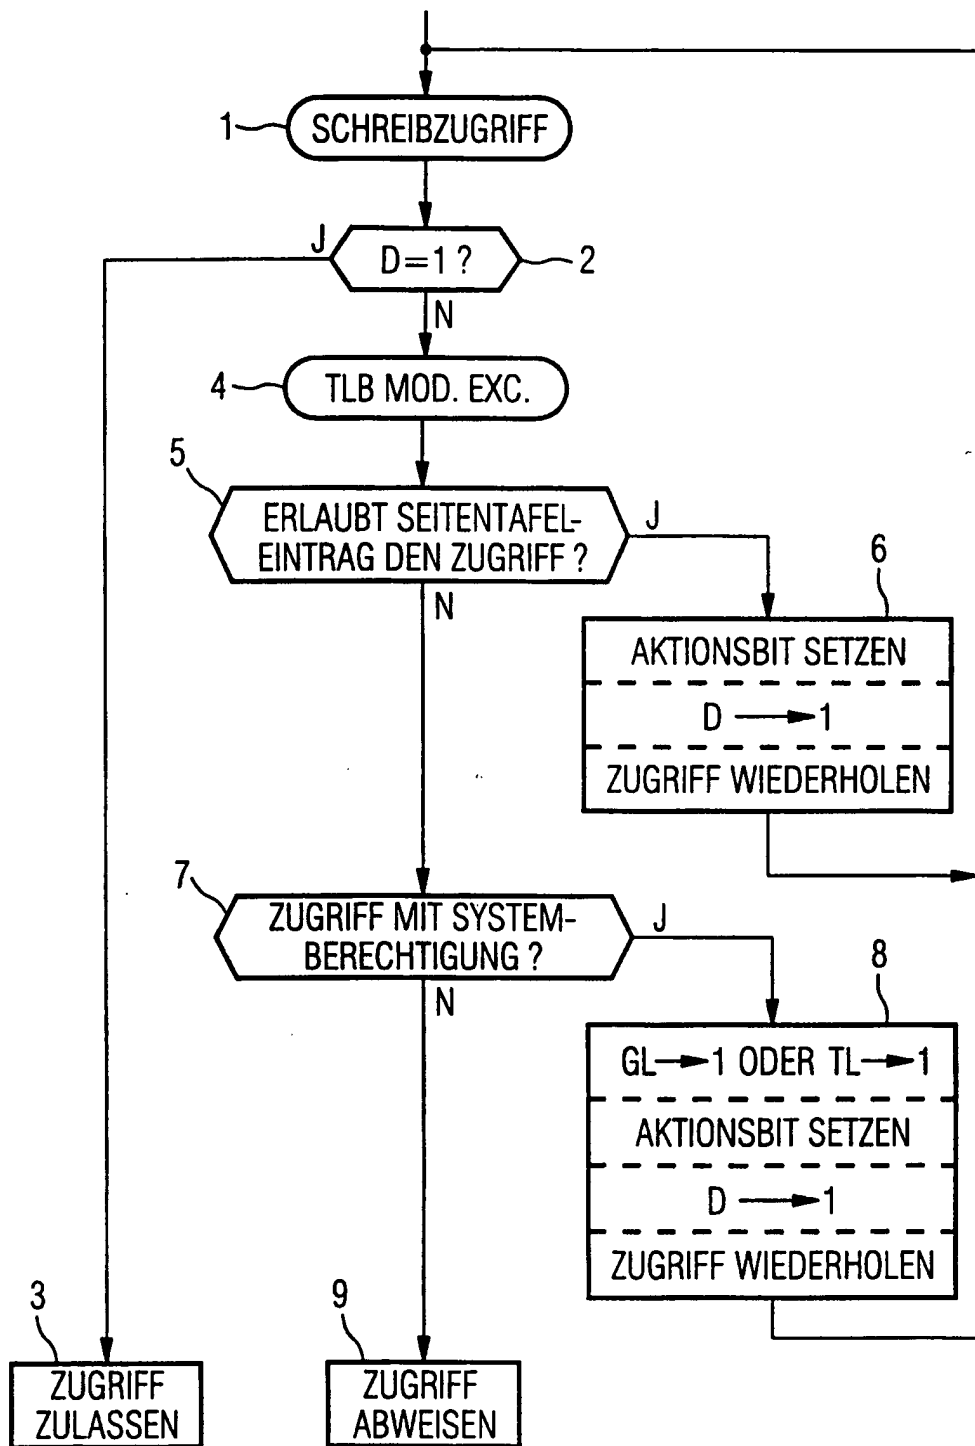 1
SCHREIBZUGRIFF
J
D=1 ?
2
N
4
TLB MOD. EXC.
5
ERLAUBT SEITENTAFEL-
EINTRAG DEN ZUGRIFF ?
J
N
6
AKTIONSBIT SETZEN
D → 1
ZUGRIFF WIEDERHOLEN
7
ZUGRIFF MIT SYSTEM-
BERECHTIGUNG ?
J
N
8
GL→1 ODER TL→1
AKTIONSBIT SETZEN
D → 1
ZUGRIFF WIEDERHOLEN
3
ZUGRIFF
ZULASSEN
9
ZUGRIFF
ABWEISEN